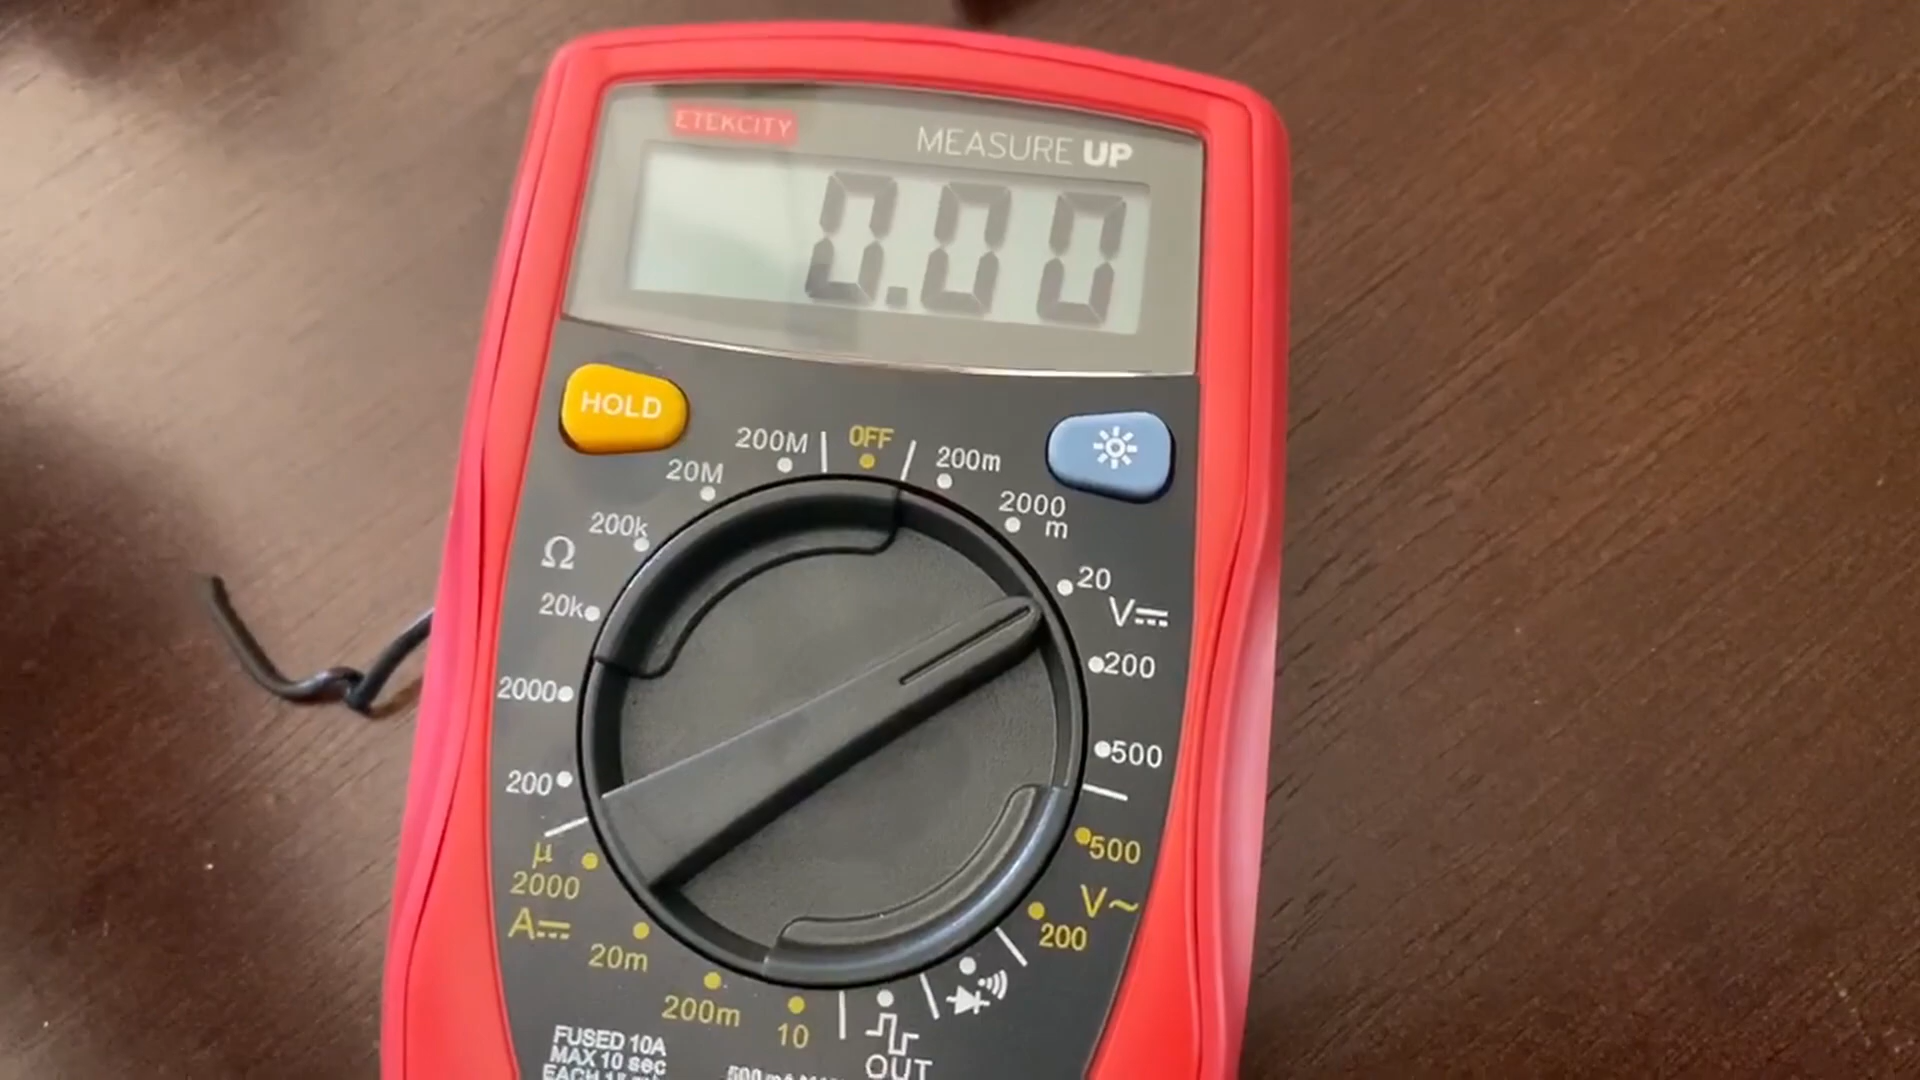 ETEKCITY
MEASURE UP
0.00
HOLD
OFF
200M
200m
20M
2000
m
200k
Ω
20
V⎓
20k
200
2000
500
200
500
μ
2000
V~
A⎓
200
20m
200m
10
OUT
FUSED 10A
MAX 10 sec